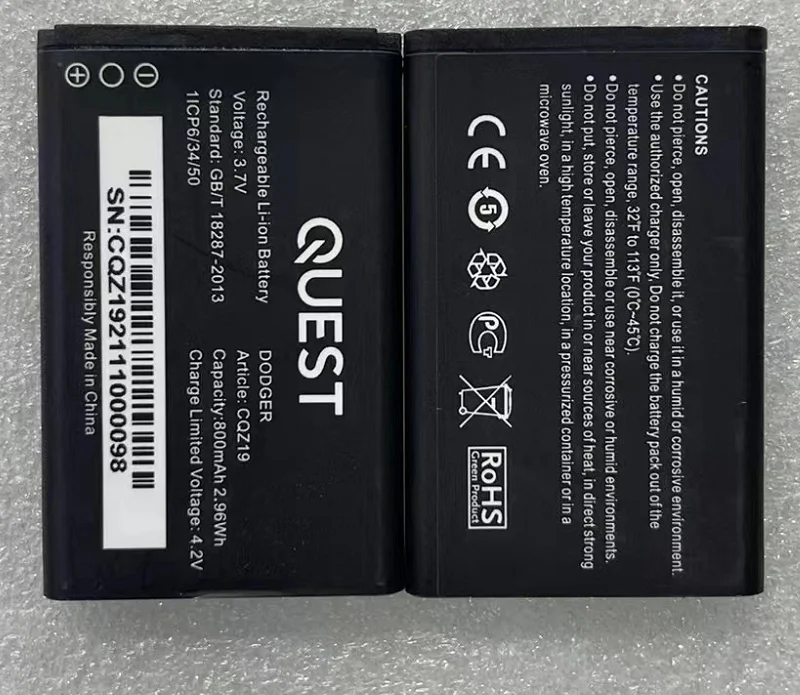 QUEST
Rechargeable Li-ion Battery
Voltage: 3.7V
Standard: GB/T 18287-2013
1ICP6/34/50
DODGER
Article: CQZ19
Capacity:800mAh 2.96Wh
Charge Limited Voltage: 4.2V
SN:CQZ192111000098
Responsibly Made in China
CAUTIONS
•Do not pierce, open, disassemble it, or use it in a humid or corrosive environment.
•Use the authorized charger only, Do not charge the battery pack out of the
temperature range, 32°F to 113°F (0°C~45°C).
•Do not pierce, open, disassemble or use near corrosive or humid environments.
•Do not put, store or leave your product in or near sources of heat, in direct strong
sunlight, in a high temperature location, in a pressurized container or in a
microwave oven.
CE
5
PC
RoHS
Green Product